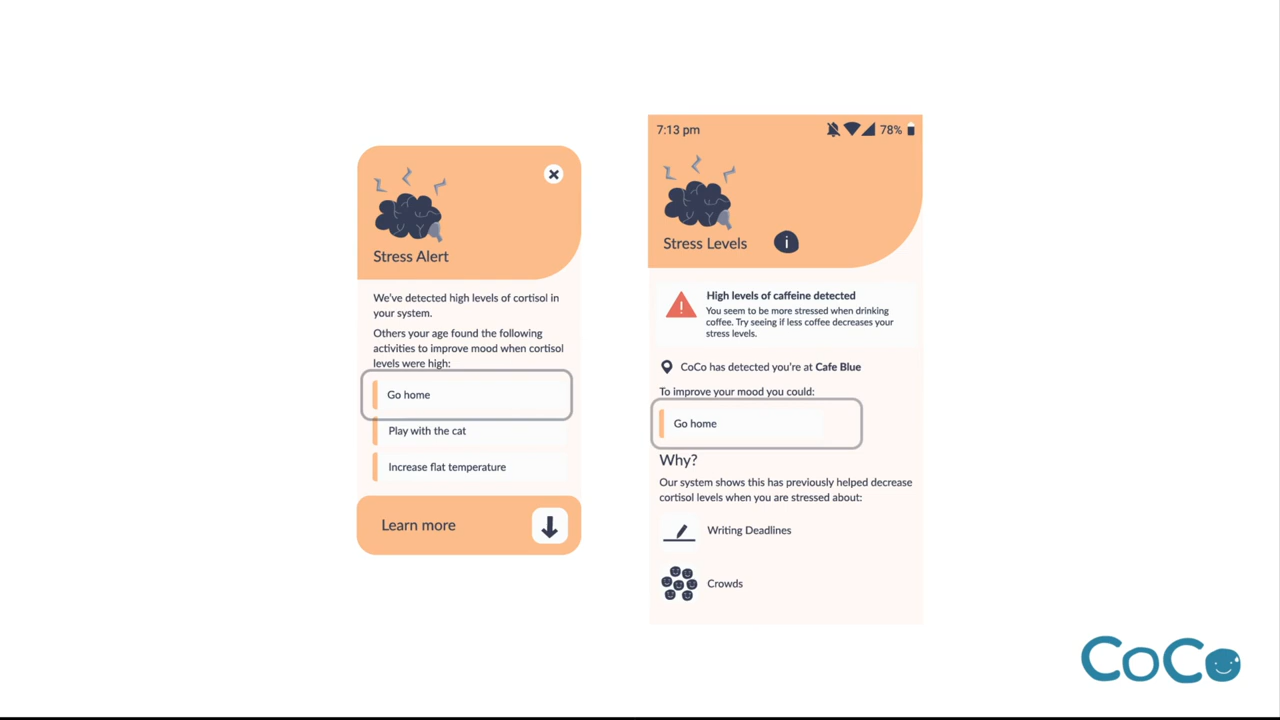 Stress Alert
We've detected high levels of cortisol in
your system.
Others your age found the following
activities to improve mood when cortisol
levels were high:
Go home
Play with the cat
Increase flat temperature
Learn more
7:13 pm
78%
Stress Levels
i
High levels of caffeine detected
You seem to be more stressed when drinking
coffee. Try seeing if less coffee decreases your
stress levels.
CoCo has detected you're at Cafe Blue
To improve your mood you could:
Go home
Why?
Our system shows this has previously helped decrease
cortisol levels when you are stressed about:
Writing Deadlines
Crowds
CoCo